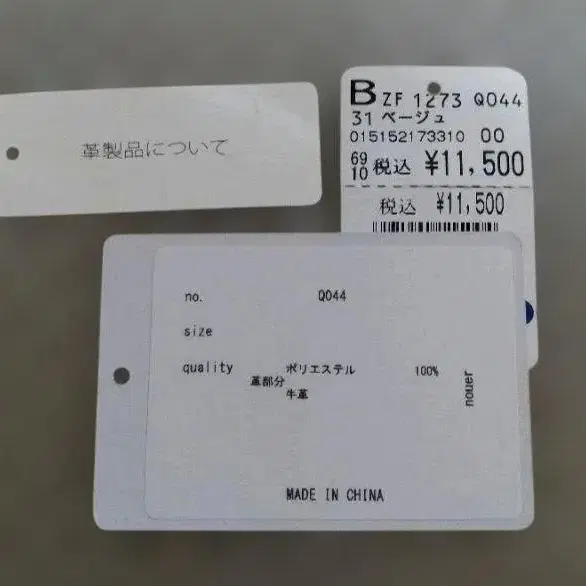 革製品について
B ZF 1273 Q044
31 ベージュ
015152173310 00
69
10 税込 ¥11,500
税込 ¥11,500
no. Q044
size
quality ポリエステル 100%
革部分
牛革
nouer
MADE IN CHINA